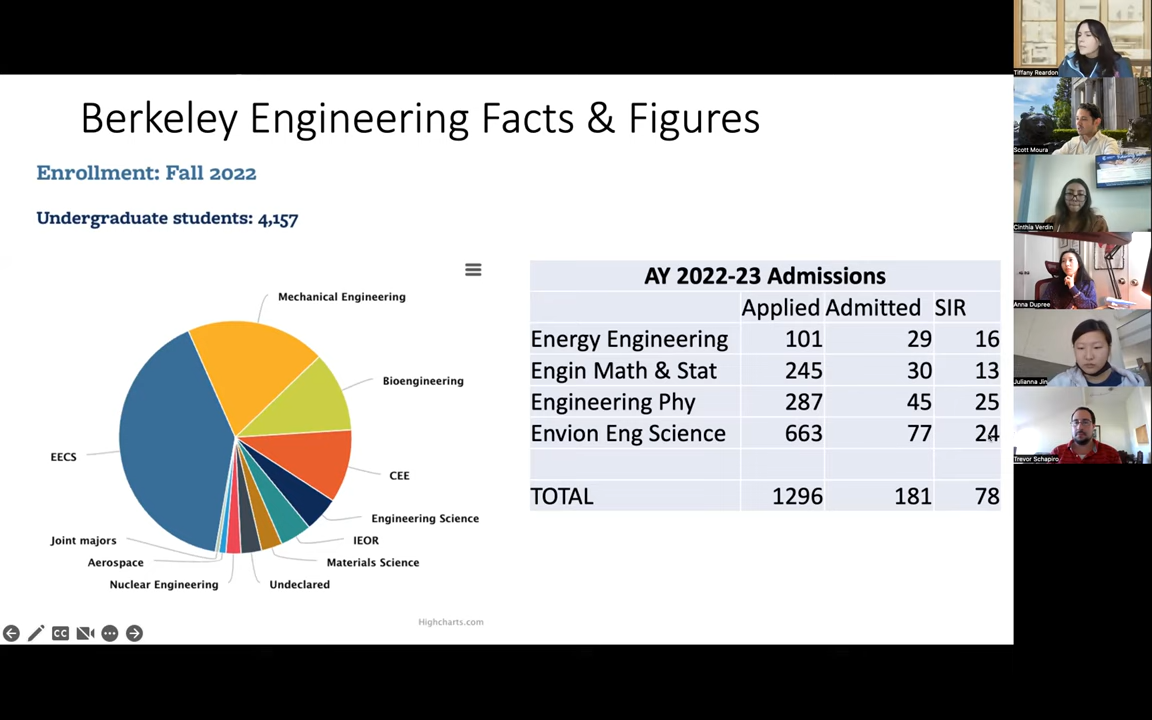 Berkeley Engineering Facts & Figures
Enrollment: Fall 2022
Undergraduate students: 4,157
Mechanical Engineering
Bioengineering
EECS
CEE
Engineering Science
Joint majors
IEOR
Aerospace
Materials Science
Nuclear Engineering
Undeclared
Highcharts.com
AY 2022-23 Admissions
Applied Admitted SIR
Energy Engineering 101 29 16
Engin Math & Stat 245 30 13
Engineering Phy 287 45 25
Envion Eng Science 663 77 24
TOTAL 1296 181 78
CC
Tiffany Reardon
Scott Moura
Cinthia Verdin
Anna Dupree
Julianna Jin
Trevor Schapiro